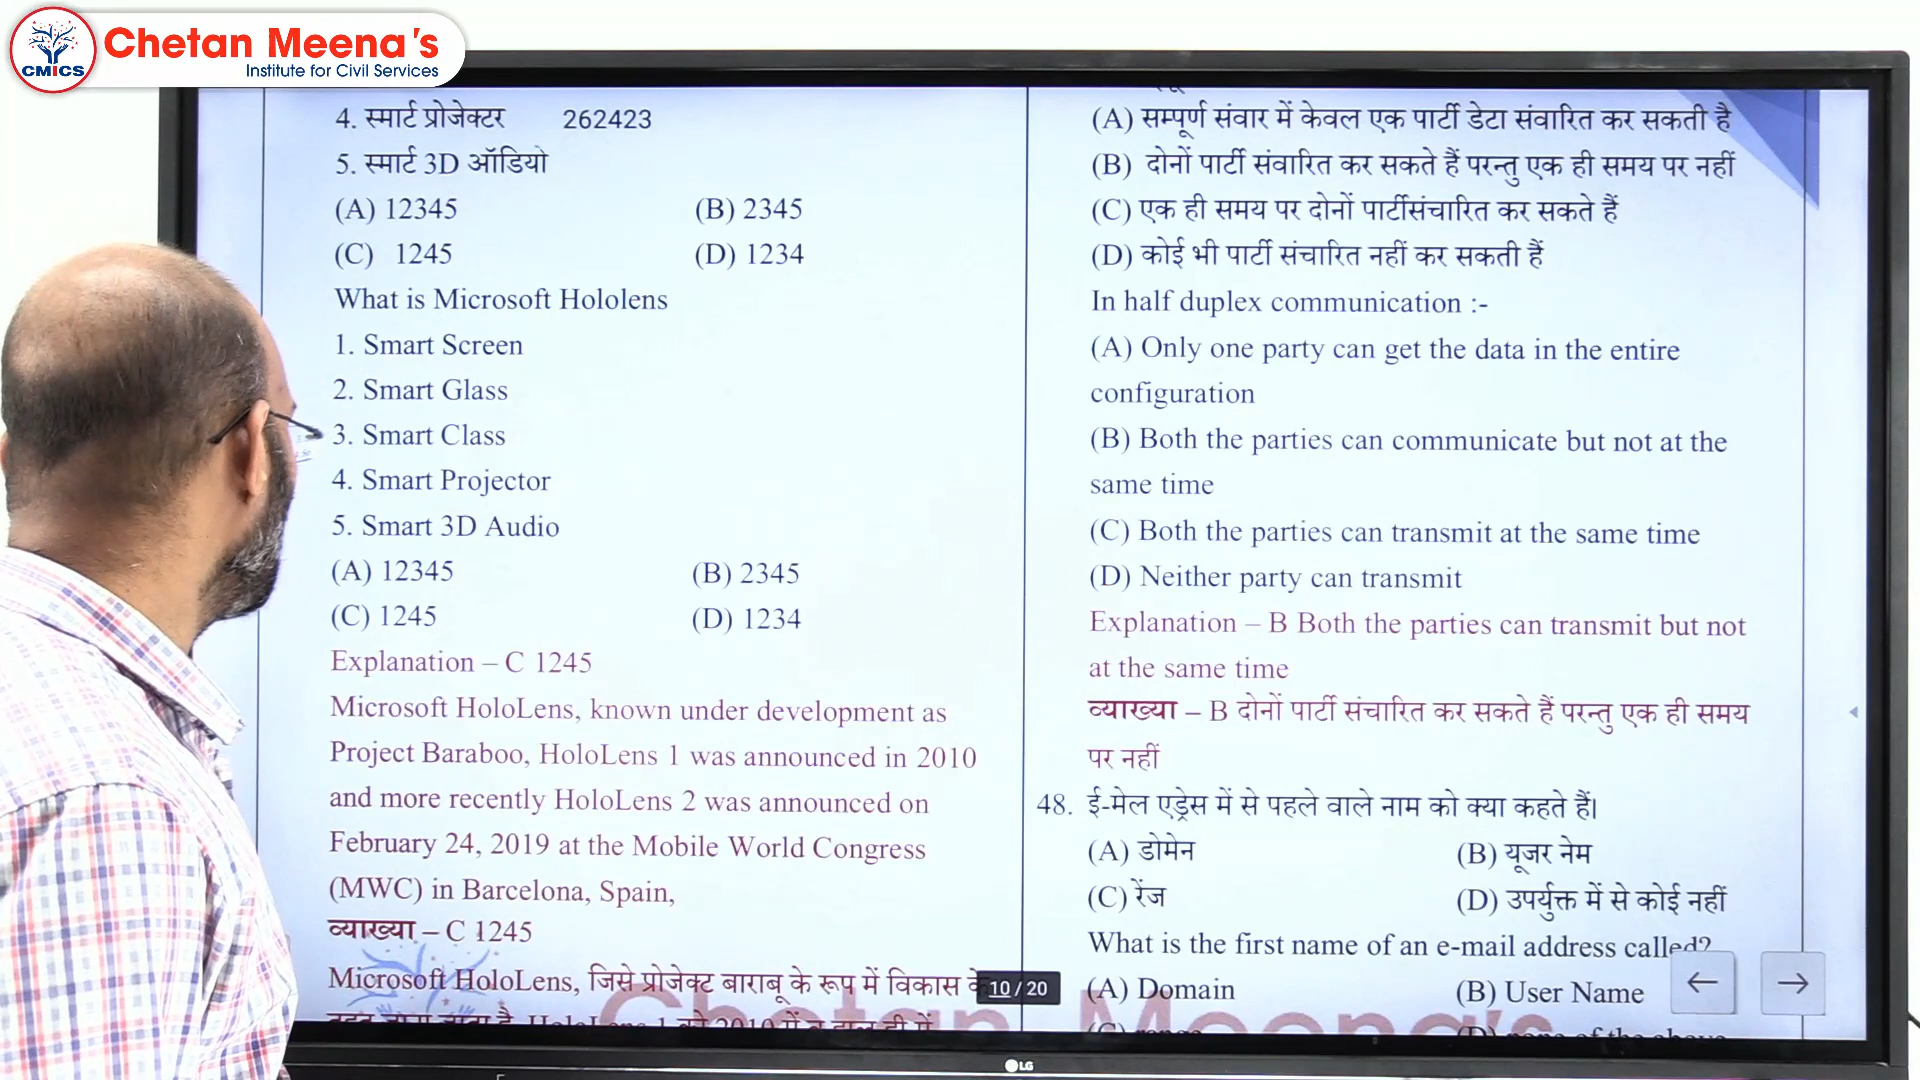 Chetan Meena's
Institute for Civil Services
CMICS
4. स्मार्ट प्रोजेक्टर 262423
5. स्मार्ट 3D ऑडियो
(A) 12345 (B) 2345
(C) 1245 (D) 1234
What is Microsoft Hololens
1. Smart Screen
2. Smart Glass
3. Smart Class
4. Smart Projector
5. Smart 3D Audio
(A) 12345 (B) 2345
(C) 1245 (D) 1234
Explanation – C 1245
Microsoft HoloLens, known under development as
Project Baraboo, HoloLens 1 was announced in 2010
and more recently HoloLens 2 was announced on
February 24, 2019 at the Mobile World Congress
(MWC) in Barcelona, Spain,
व्याख्या – C 1245
Microsoft HoloLens, जिसे प्रोजेक्ट बाराबू के रूप में विकास के
(A) सम्पूर्ण संवार में केवल एक पार्टी डेटा संवारित कर सकती है
(B) दोनों पार्टी संवारित कर सकते हैं परन्तु एक ही समय पर नहीं
(C) एक ही समय पर दोनों पार्टीसंचारित कर सकते हैं
(D) कोई भी पार्टी संचारित नहीं कर सकती हैं
In half duplex communication :-
(A) Only one party can get the data in the entire
configuration
(B) Both the parties can communicate but not at the
same time
(C) Both the parties can transmit at the same time
(D) Neither party can transmit
Explanation – B Both the parties can transmit but not
at the same time
व्याख्या – B दोनों पार्टी संचारित कर सकते हैं परन्तु एक ही समय
पर नहीं
48. ई-मेल एड्रेस में से पहले वाले नाम को क्या कहते हैं।
(A) डोमेन (B) यूजर नेम
(C) रेंज (D) उपर्युक्त में से कोई नहीं
What is the first name of an e-mail address called?
(A) Domain (B) User Name
10 / 20
Chetan Meena's
LG